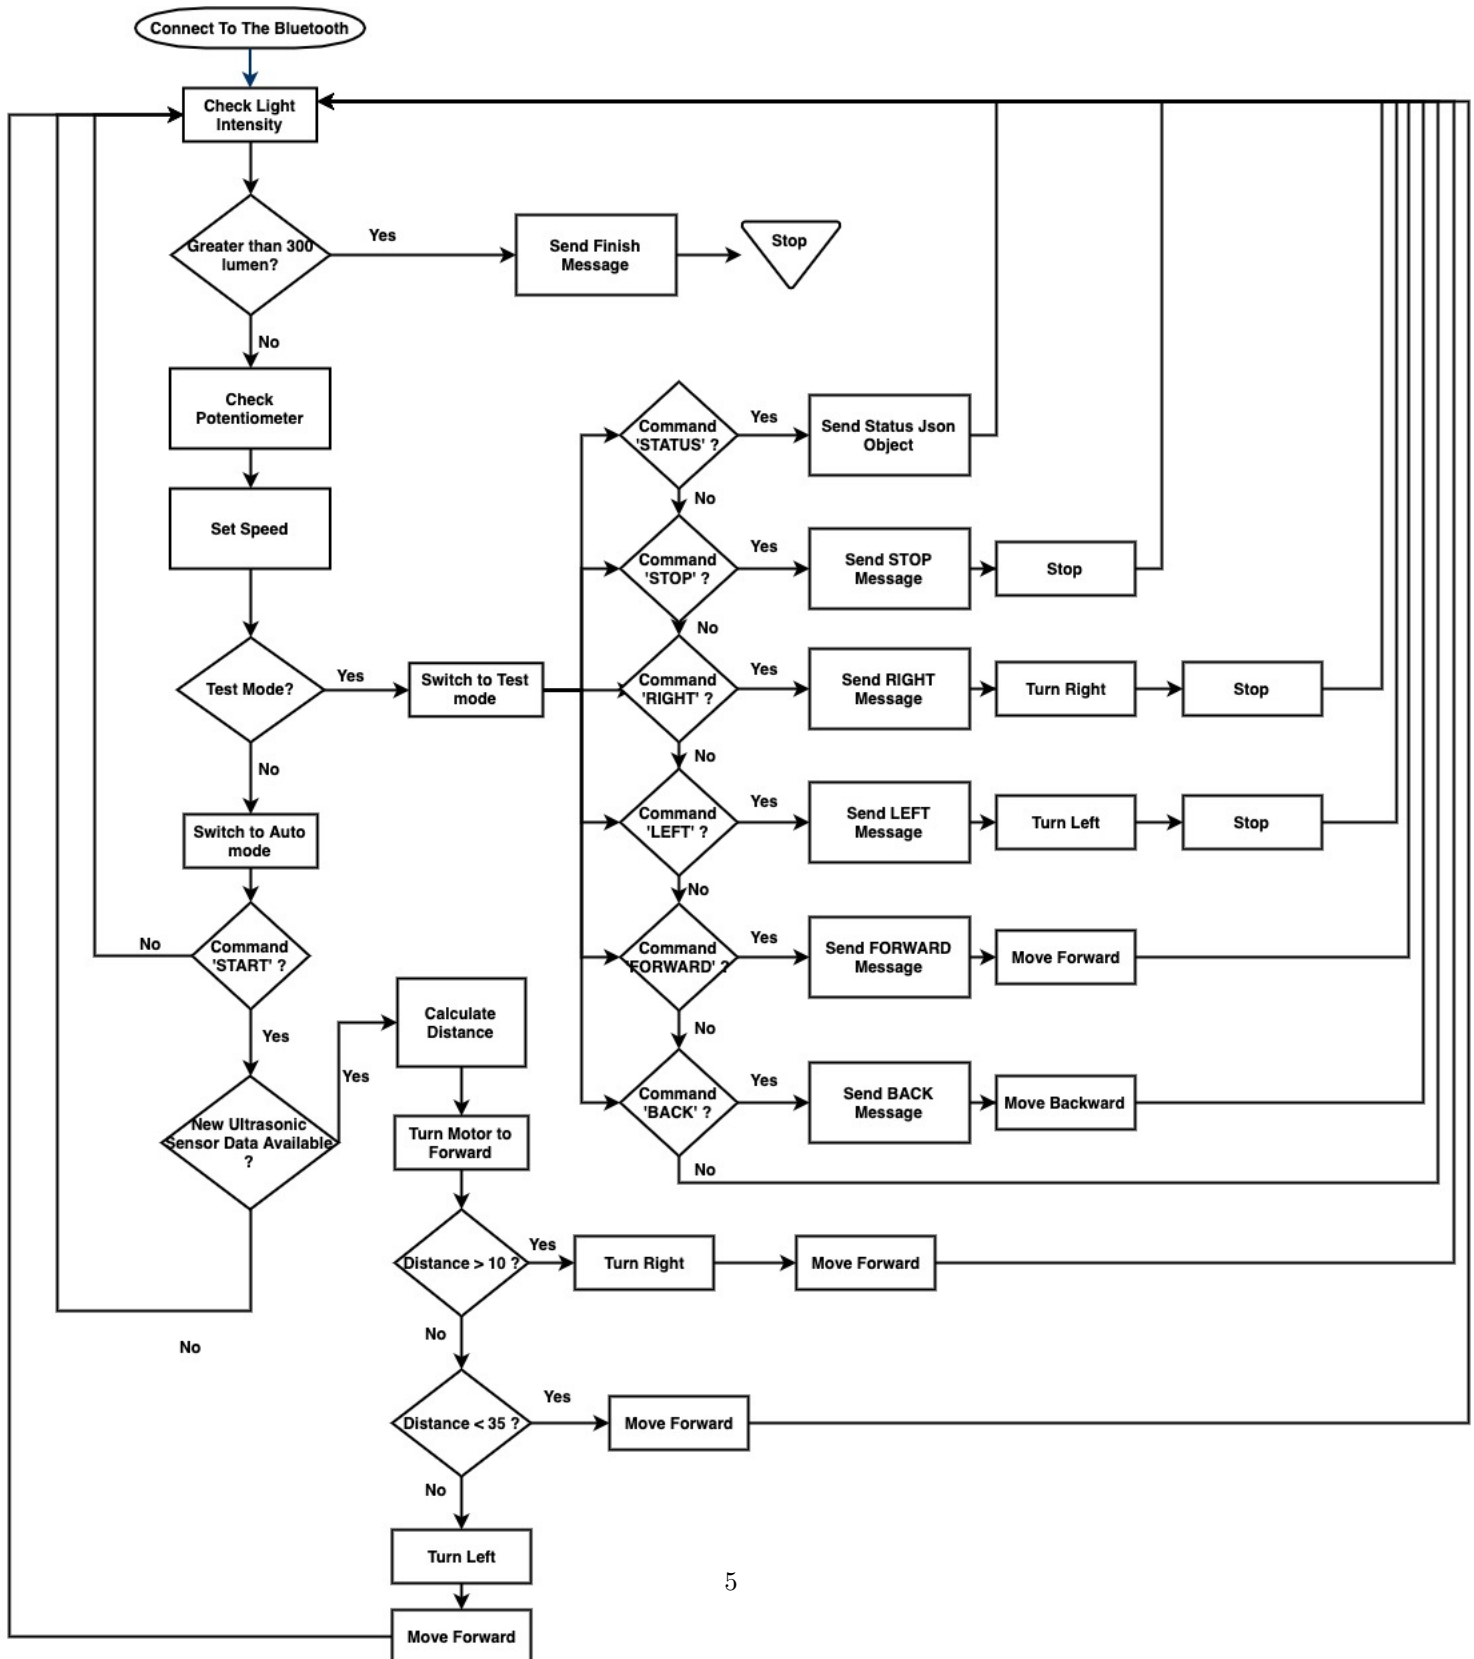 Connect To The Bluetooth
Check Light
Intensity
Greater than 300
lumen?
Yes
Send Finish
Message
Stop
No
Check
Potentiometer
Set Speed
Test Mode?
Yes
Switch to Test
mode
Command
'STATUS' ?
Yes
Send Status Json
Object
No
Command
'STOP' ?
Yes
Send STOP
Message
Stop
No
Command
'RIGHT' ?
Yes
Send RIGHT
Message
Turn Right
Stop
No
Command
'LEFT' ?
Yes
Send LEFT
Message
Turn Left
Stop
No
Command
'FORWARD' ?
Yes
Send FORWARD
Message
Move Forward
No
Command
'BACK' ?
Yes
Send BACK
Message
Move Backward
No
No
Switch to Auto
mode
Command
'START' ?
No
Yes
New Ultrasonic
Sensor Data Available
?
Yes
No
Calculate
Distance
Turn Motor to
Forward
Distance > 10 ?
Yes
Turn Right
Move Forward
No
Distance < 35 ?
Yes
Move Forward
No
Turn Left
Move Forward
5